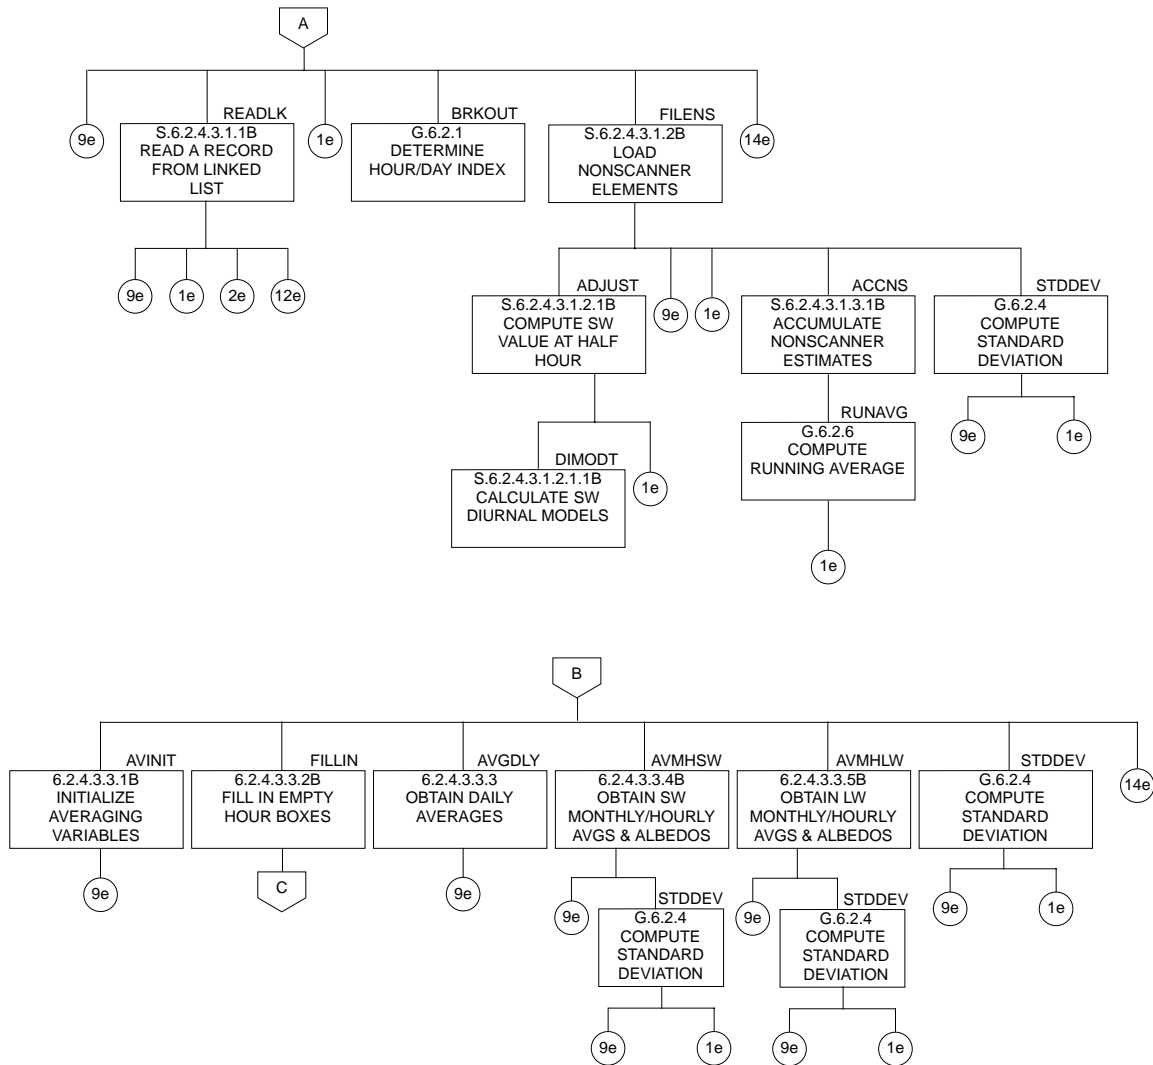 A
READLK
BRKOUT
FILENS
9e
S.6.2.4.3.1.1B
READ A RECORD
FROM LINKED
LIST
1e
G.6.2.1
DETERMINE
HOUR/DAY INDEX
S.6.2.4.3.1.2B
LOAD
NONSCANNER
ELEMENTS
14e
9e
1e
2e
12e
ADJUST
ACCNS
STDDEV
S.6.2.4.3.1.2.1B
COMPUTE SW
VALUE AT HALF
HOUR
9e
1e
S.6.2.4.3.1.3.1B
ACCUMULATE
NONSCANNER
ESTIMATES
G.6.2.4
COMPUTE
STANDARD
DEVIATION
RUNAVG
9e
1e
G.6.2.6
COMPUTE
RUNNING AVERAGE
DIMODT
S.6.2.4.3.1.2.1.1B
CALCULATE SW
DIURNAL MODELS
1e
1e
B
AVINIT
FILLIN
AVGDLY
AVMHSW
AVMHLW
STDDEV
6.2.4.3.3.1B
INITIALIZE
AVERAGING
VARIABLES
6.2.4.3.3.2B
FILL IN EMPTY
HOUR BOXES
6.2.4.3.3.3
OBTAIN DAILY
AVERAGES
6.2.4.3.3.4B
OBTAIN SW
MONTHLY/HOURLY
AVGS & ALBEDOS
6.2.4.3.3.5B
OBTAIN LW
MONTHLY/HOURLY
AVGS & ALBEDOS
G.6.2.4
COMPUTE
STANDARD
DEVIATION
14e
9e
C
9e
9e
STDDEV
9e
STDDEV
9e
1e
G.6.2.4
COMPUTE
STANDARD
DEVIATION
G.6.2.4
COMPUTE
STANDARD
DEVIATION
9e
1e
9e
1e